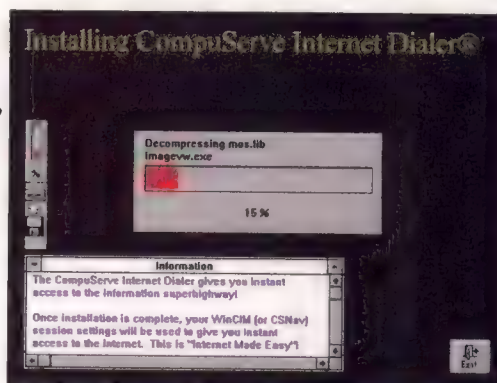 Installing CompuServe Internet Dialer®
Decompressing mos.lib
imagevw.exe
15 %
Information
The CompuServe Internet Dialer gives you instant
access to the information superhighway!
Once installation is complete, your WinCIM (or CSNav)
session settings will be used to give you instant
access to the Internet. This is "Internet Made Easy"!
Exit